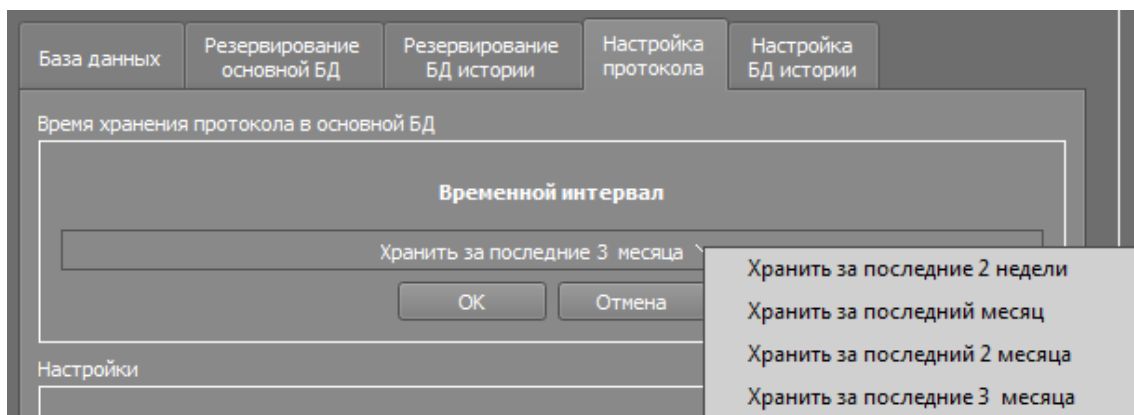 База данных
Резервирование
основной БД
Резервирование
БД истории
Настройка
протокола
Настройка
БД истории
Время хранения протокола в основной БД
Временной интервал
Хранить за последние 3  месяца
OK
Отмена
Хранить за последние 2 недели
Хранить за последний месяц
Хранить за последний 2 месяца
Хранить за последние 3  месяца
Настройки